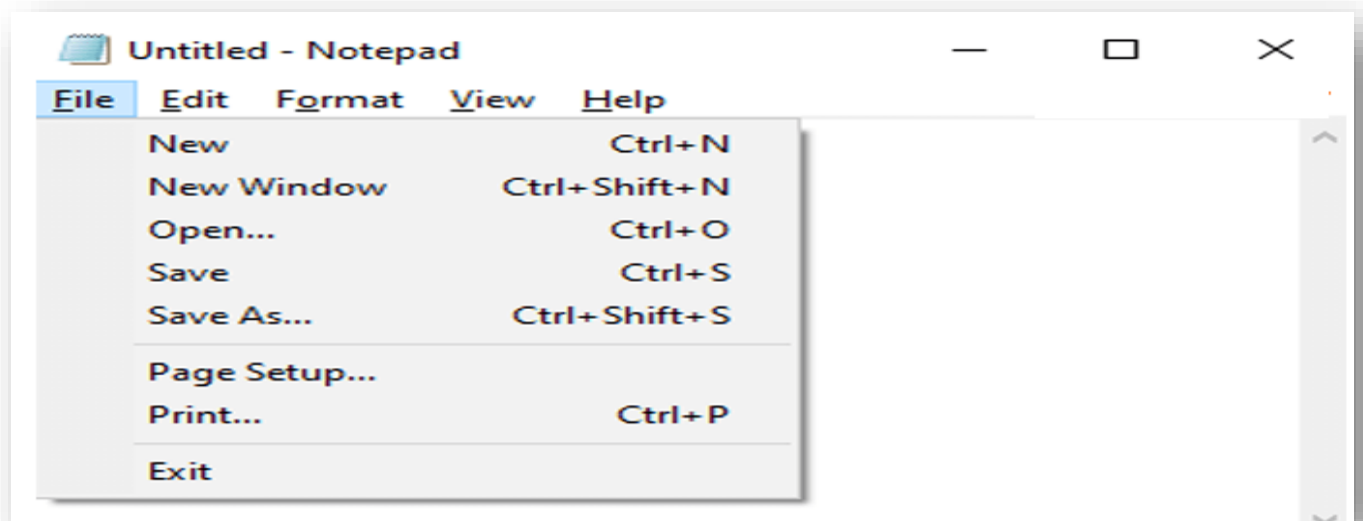 Untitled - Notepad
File Edit Format View Help
New Ctrl+N
New Window Ctrl+Shift+N
Open... Ctrl+O
Save Ctrl+S
Save As... Ctrl+Shift+S
Page Setup...
Print... Ctrl+P
Exit